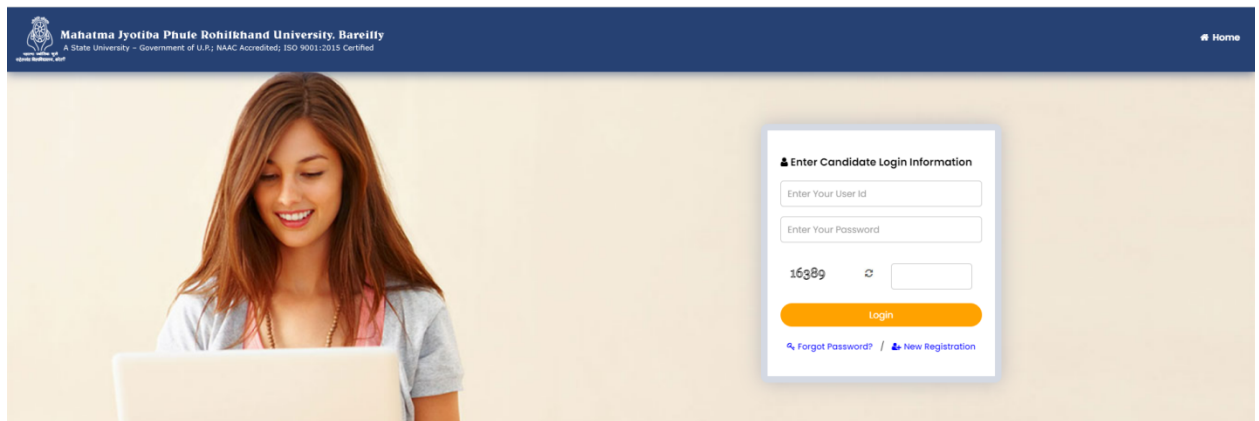 Mahatma Jyotiba Phule Rohilkhand University, Bareilly
A State University – Government of U.P.; NAAC Accredited; ISO 9001:2015 Certified
Home
Enter Candidate Login Information
Enter Your User Id
Enter Your Password
16389
Login
Forgot Password? / New Registration